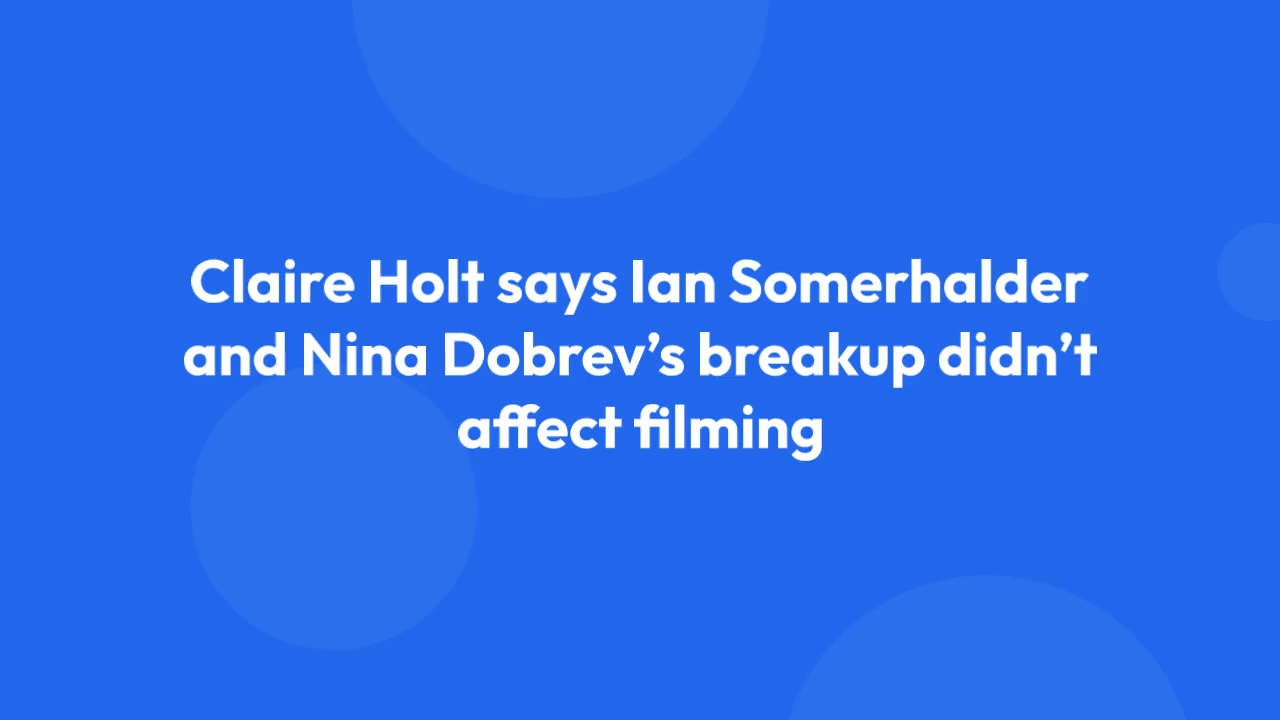 Claire Holt says Ian Somerhalder
and Nina Dobrev’s breakup didn’t
affect filming